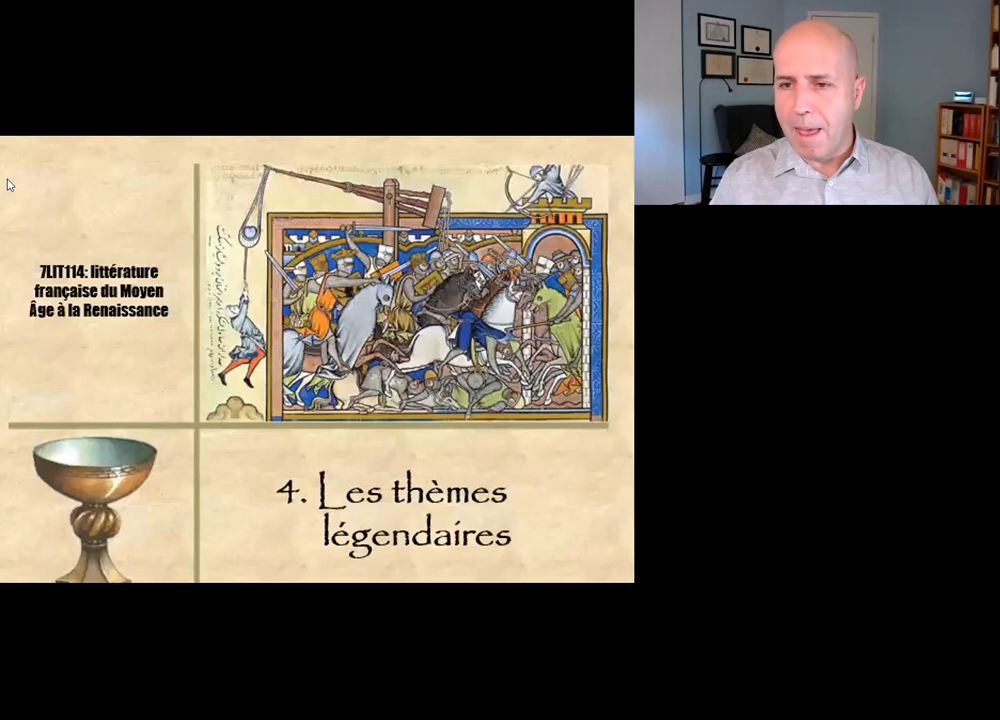 7LIT114: littérature
française du Moyen
Âge à la Renaissance
4. Les thèmes
légendaires